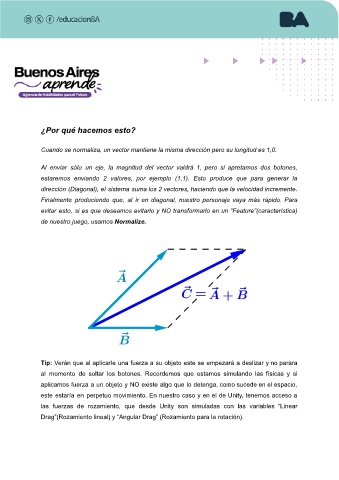 /educacionBA
BA
Buenos Aires
aprende
Agencia de Habilidades para el Futuro
¿Por qué hacemos esto?
Cuando se normaliza, un vector mantiene la misma dirección pero su longitud es 1,0.
Al enviar sólo un eje, la magnitud del vector valdrá 1, pero si apretamos dos botones,
estaremos enviando 2 valores, por ejemplo (1,1). Esto produce que para generar la
dirección (Diagonal), el sistema suma los 2 vectores, haciendo que la velocidad incremente.
Finalmente produciendo que, al ir en diagonal, nuestro personaje vaya más rápido. Para
evitar esto, si es que deseamos evitarlo y NO transformarlo en un "Feature"(característica)
de nuestro juego, usamos Normalize.
A⃗
C⃗ = A⃗ + B⃗
B⃗
Tip: Verán que al aplicarle una fuerza a su objeto este se empezará a deslizar y no parara
al momento de soltar los botones. Recordemos que estamos simulando las físicas y si
aplicamos fuerza a un objeto y NO existe algo que lo detenga, como sucede en el espacio,
este estaría en perpetuo movimiento. En nuestro caso y en el de Unity, tenemos acceso a
las fuerzas de rozamiento, que desde Unity son simuladas con las variables "Linear
Drag"(Rozamiento lineal) y "Angular Drag" (Rozamiento para la rotación).